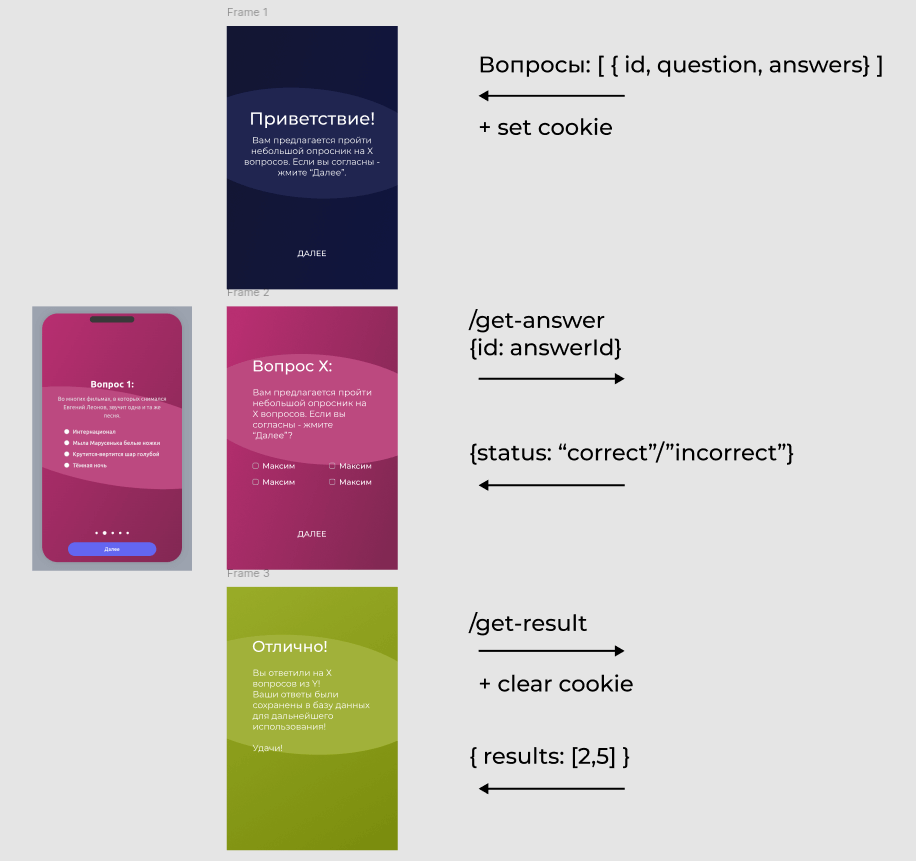 Frame 1
Приветствие!
Вам предлагается пройти
небольшой опросник на X
вопросов. Если вы согласны -
жмите “Далее”.
ДАЛЕЕ
Вопросы: [ { id, question, answers} ]
+ set cookie
Frame 2
Вопрос 1:
Во многих фильмах, в которых снимался
Евгений Леонов, звучит одна и та же
песня.
Интернационал
Мыла Марусенька белые ножки
Крутится-вертится шар голубой
Тёмная ночь
Далее
Вопрос X:
Вам предлагается пройти
небольшой опросник на
X вопросов. Если вы
согласны - жмите
“Далее”?
Максим Максим
Максим Максим
ДАЛЕЕ
/get-answer
{id: answerId}
{status: “correct”/”incorrect”}
Frame 3
Отлично!
Вы ответили на X
вопросов из Y!
Ваши ответы были
сохранены в базу данных
для дальнейшего
использования!
Удачи!
/get-result
+ clear cookie
{ results: [2,5] }